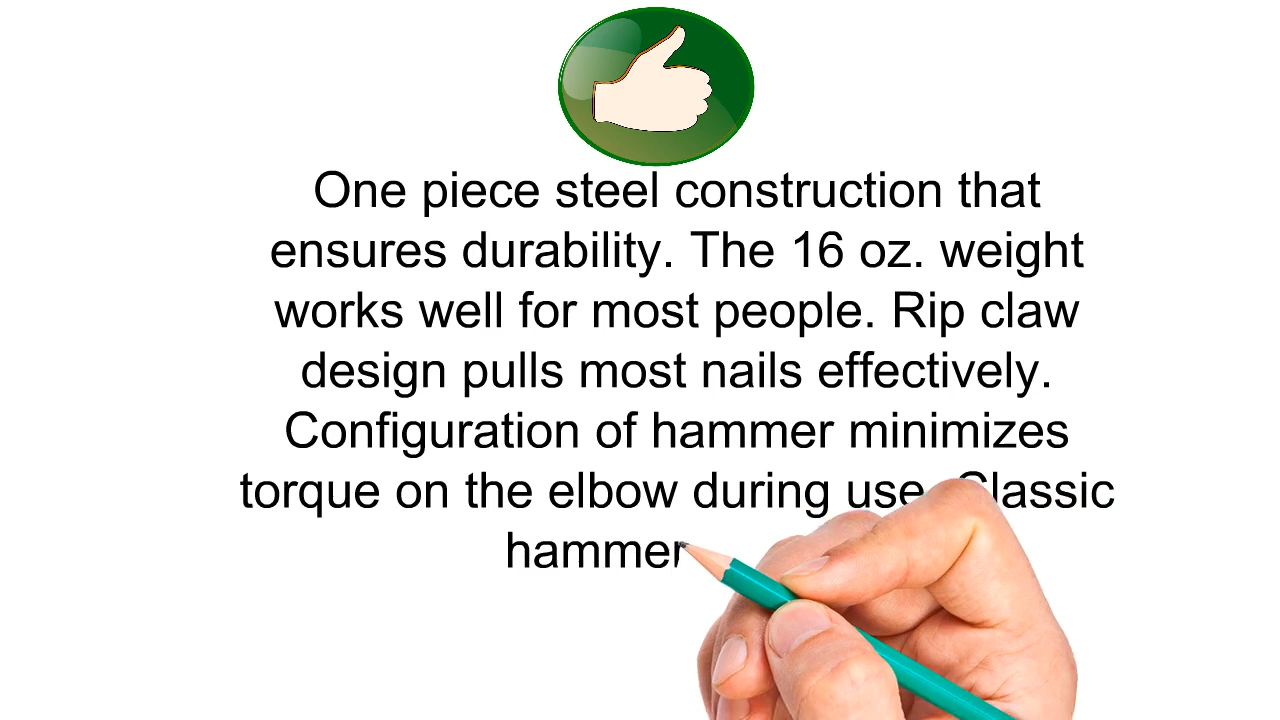 One piece steel construction that
ensures durability. The 16 oz. weight
works well for most people. Rip claw
design pulls most nails effectively.
Configuration of hammer minimizes
torque on the elbow during use. Classic
hammer